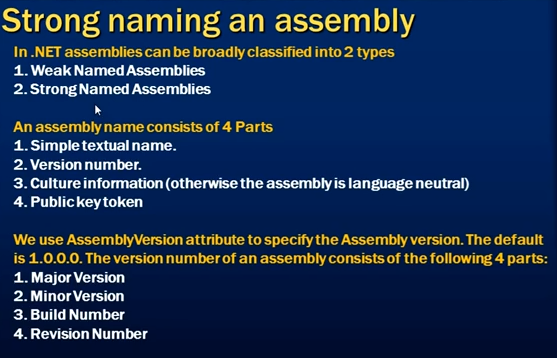 Strong naming an assembly
In .NET assemblies can be broadly classified into 2 types
1. Weak Named Assemblies
2. Strong Named Assemblies
An assembly name consists of 4 Parts
1. Simple textual name.
2. Version number.
3. Culture information (otherwise the assembly is language neutral)
4. Public key token
We use AssemblyVersion attribute to specify the Assembly version. The default
is 1.0.0.0. The version number of an assembly consists of the following 4 parts:
1. Major Version
2. Minor Version
3. Build Number
4. Revision Number